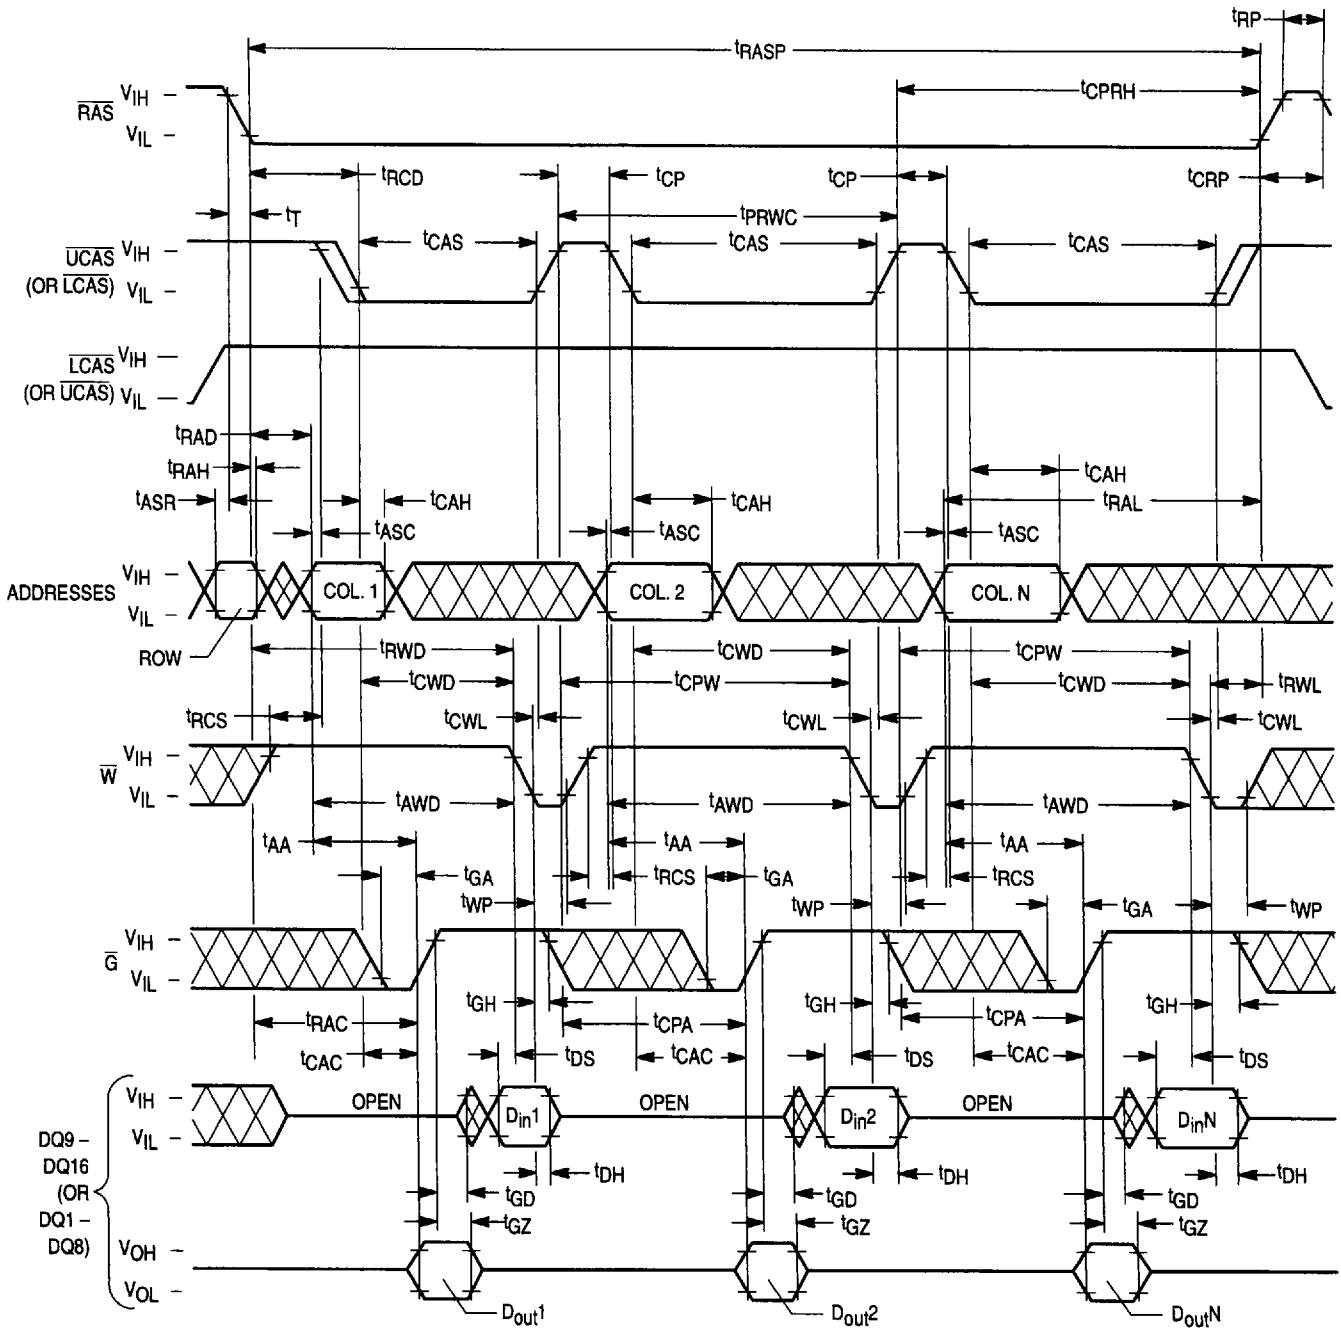 tRP
tRASP
tCPRH
RAS
VIH
VIL
tRCD
tCP
tCP
tCRP
tT
tPRWC
tCAS
tCAS
tCAS
UCAS
(OR LCAS)
VIH
VIL
LCAS
(OR UCAS)
VIH
VIL
tRAD
tRAH
tASR
tCAH
tCAH
tCAH
tRAL
tASC
tASC
tASC
ADDRESSES
VIH
VIL
COL. 1
COL. 2
COL. N
ROW
tRWD
tCWD
tCPW
tCWD
tCPW
tCWD
tRWL
tRCS
tCWL
tCWL
tCWL
W
VIH
VIL
tAWD
tAWD
tAWD
tAA
tAA
tAA
tGA
tRCS
tGA
tRCS
tGA
tWP
tWP
tWP
G
VIH
VIL
tGH
tGH
tGH
tRAC
tCPA
tCPA
tCAC
tDS
tCAC
tDS
tCAC
tDS
VIH
VIL
OPEN
Din1
OPEN
Din2
OPEN
DinN
DQ9 –
DQ16
(OR
DQ1 –
DQ8)
tDH
tDH
tDH
tGD
tGD
tGD
tGZ
tGZ
tGZ
VOH
VOL
Dout1
Dout2
DoutN